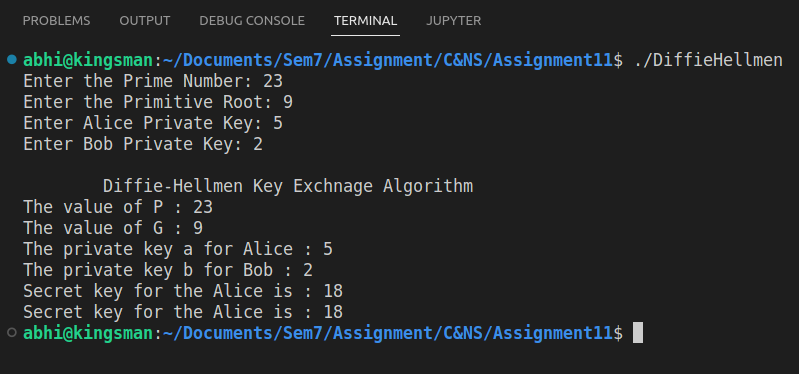 PROBLEMS OUTPUT DEBUG CONSOLE TERMINAL JUPYTER
abhi@kingsman:~/Documents/Sem7/Assignment/C&NS/Assignment11$ ./DiffieHellmen
Enter the Prime Number: 23
Enter the Primitive Root: 9
Enter Alice Private Key: 5
Enter Bob Private Key: 2
Diffie-Hellmen Key Exchnage Algorithm
The value of P : 23
The value of G : 9
The private key a for Alice : 5
The private key b for Bob : 2
Secret key for the Alice is : 18
Secret key for the Alice is : 18
abhi@kingsman:~/Documents/Sem7/Assignment/C&NS/Assignment11$